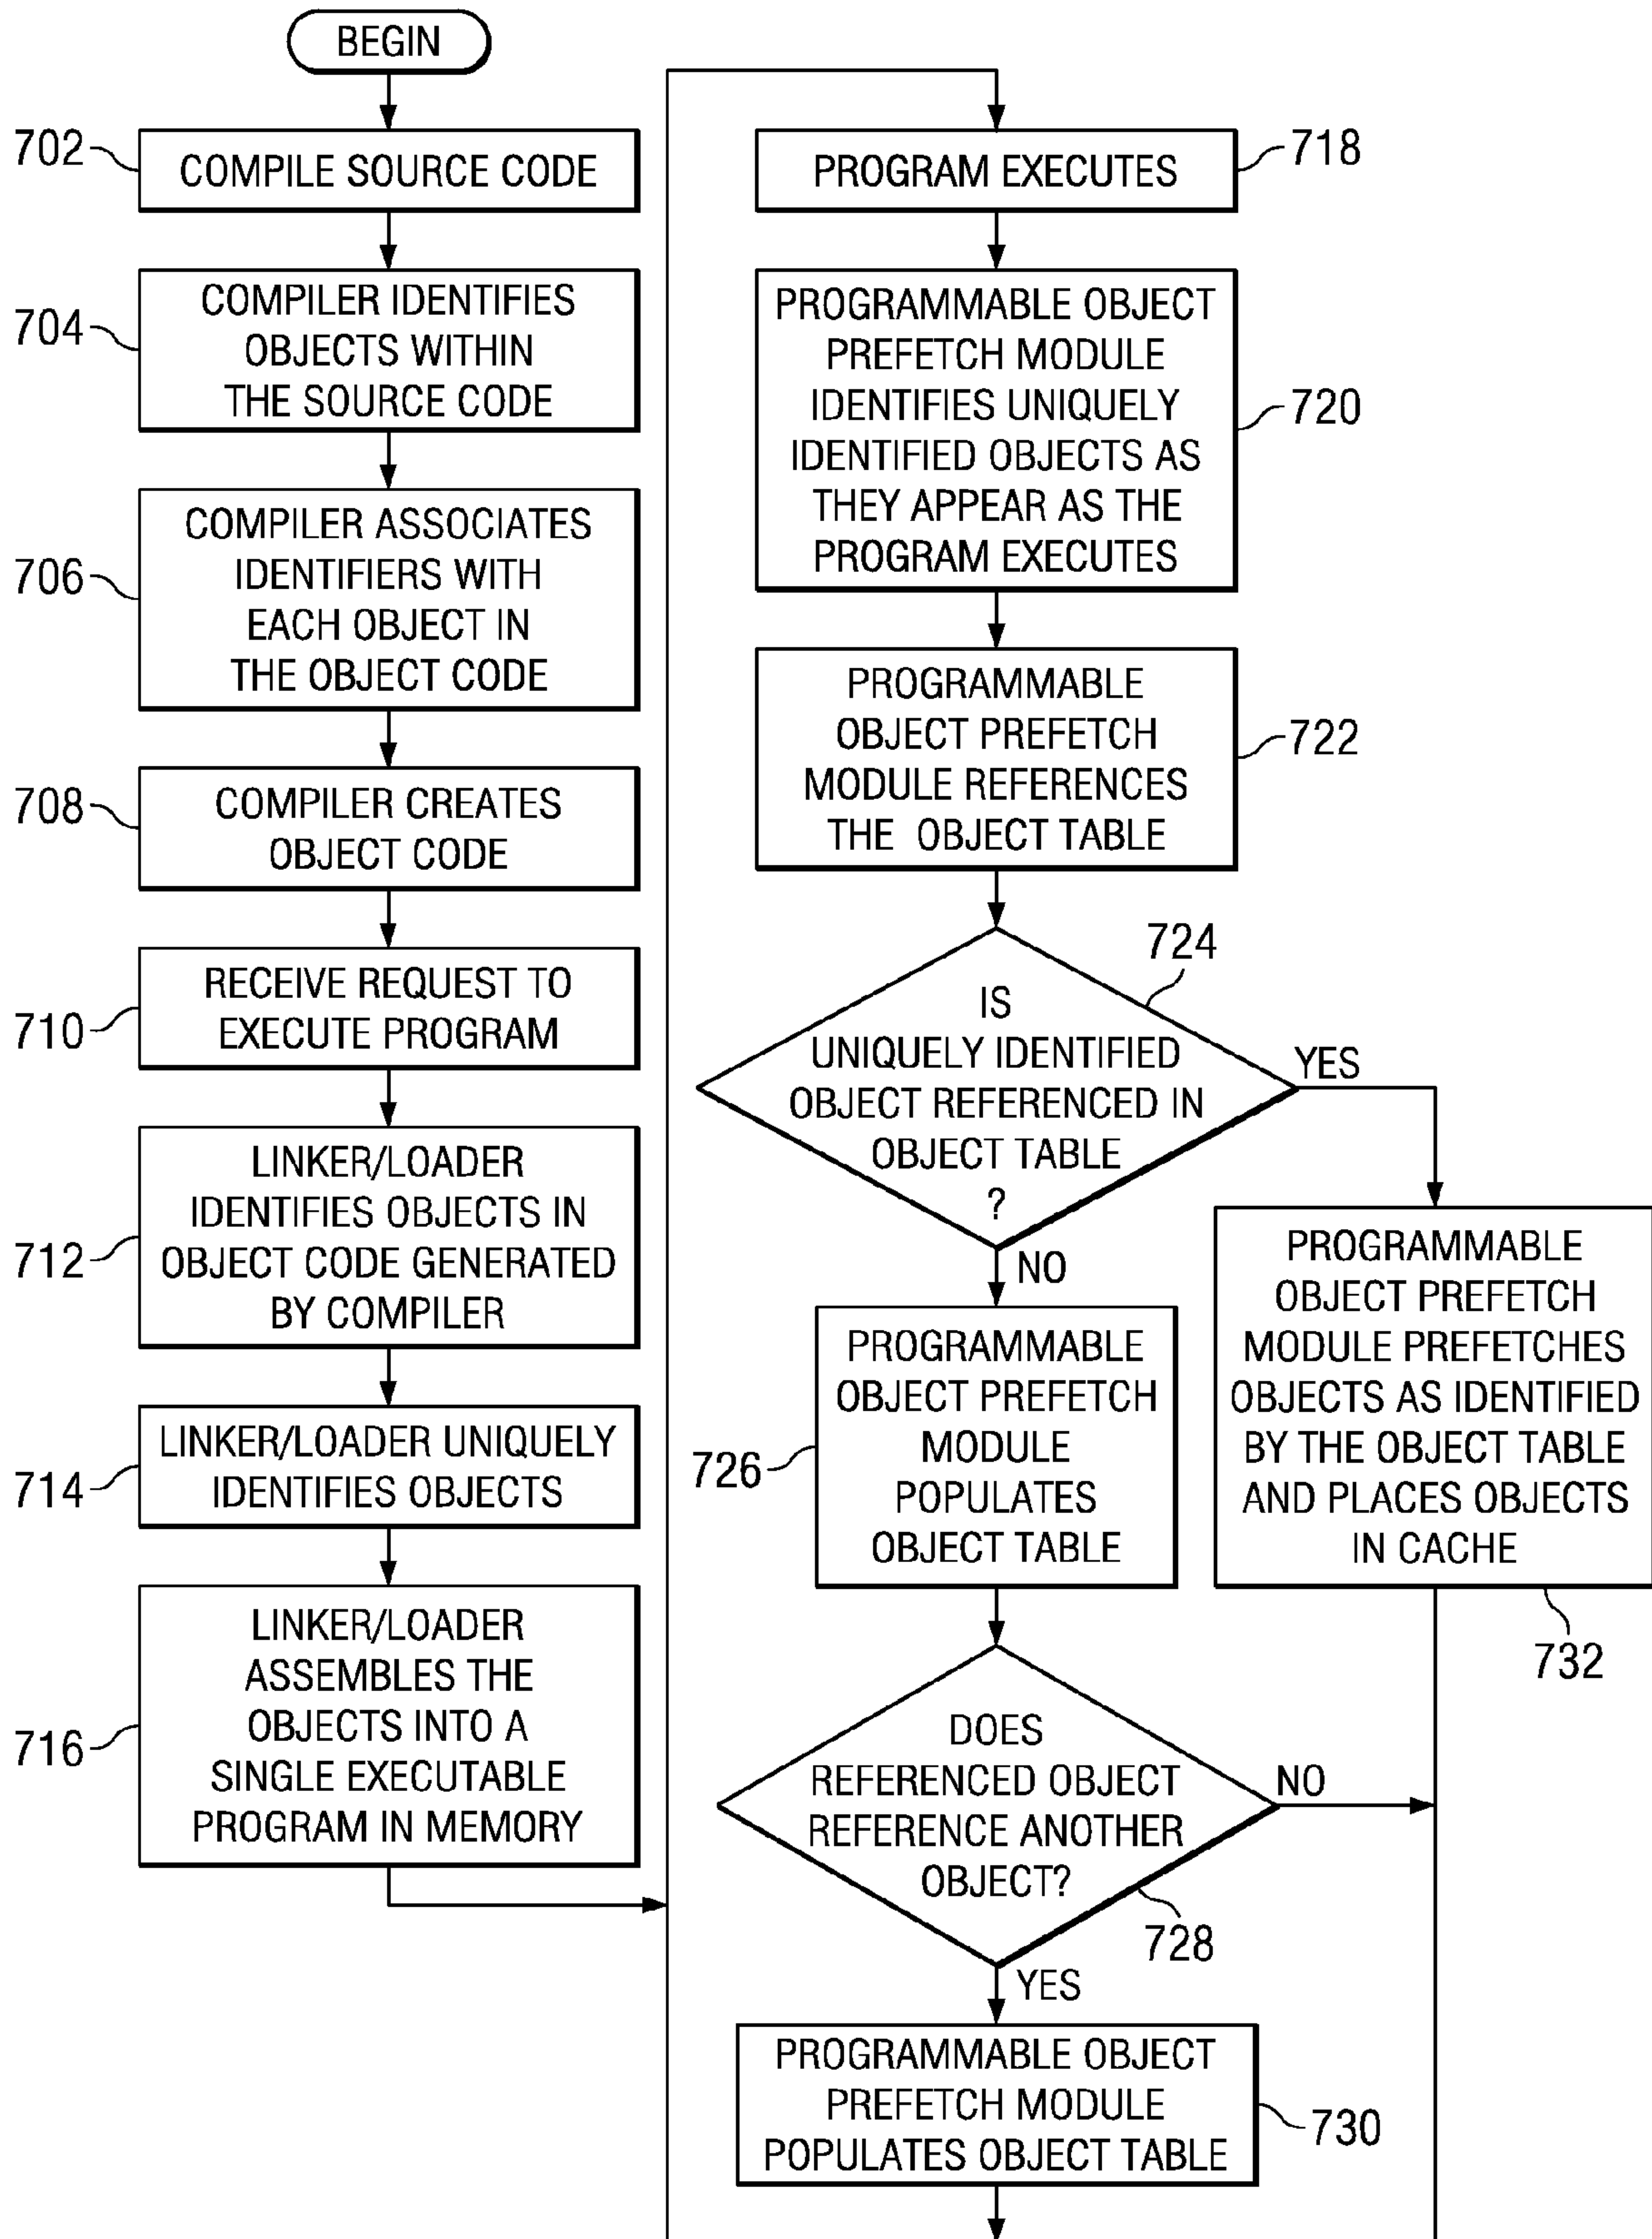 BEGIN
702
COMPILE SOURCE CODE
704
COMPILER IDENTIFIES
OBJECTS WITHIN
THE SOURCE CODE
706
COMPILER ASSOCIATES
IDENTIFIERS WITH
EACH OBJECT IN
THE OBJECT CODE
708
COMPILER CREATES
OBJECT CODE
710
RECEIVE REQUEST TO
EXECUTE PROGRAM
712
LINKER/LOADER
IDENTIFIES OBJECTS IN
OBJECT CODE GENERATED
BY COMPILER
714
LINKER/LOADER UNIQUELY
IDENTIFIES OBJECTS
716
LINKER/LOADER
ASSEMBLES THE
OBJECTS INTO A
SINGLE EXECUTABLE
PROGRAM IN MEMORY
718
PROGRAM EXECUTES
720
PROGRAMMABLE OBJECT
PREFETCH MODULE
IDENTIFIES UNIQUELY
IDENTIFIED OBJECTS AS
THEY APPEAR AS THE
PROGRAM EXECUTES
722
PROGRAMMABLE
OBJECT PREFETCH
MODULE REFERENCES
THE OBJECT TABLE
724
IS
UNIQUELY IDENTIFIED
OBJECT REFERENCED IN
OBJECT TABLE
?
YES
NO
726
PROGRAMMABLE
OBJECT PREFETCH
MODULE
POPULATES
OBJECT TABLE
PROGRAMMABLE
OBJECT PREFETCH
MODULE PREFETCHES
OBJECTS AS IDENTIFIED
BY THE OBJECT TABLE
AND PLACES OBJECTS
IN CACHE
732
DOES
REFERENCED OBJECT
REFERENCE ANOTHER
OBJECT?
NO
728
YES
PROGRAMMABLE OBJECT
PREFETCH MODULE
POPULATES OBJECT TABLE
730